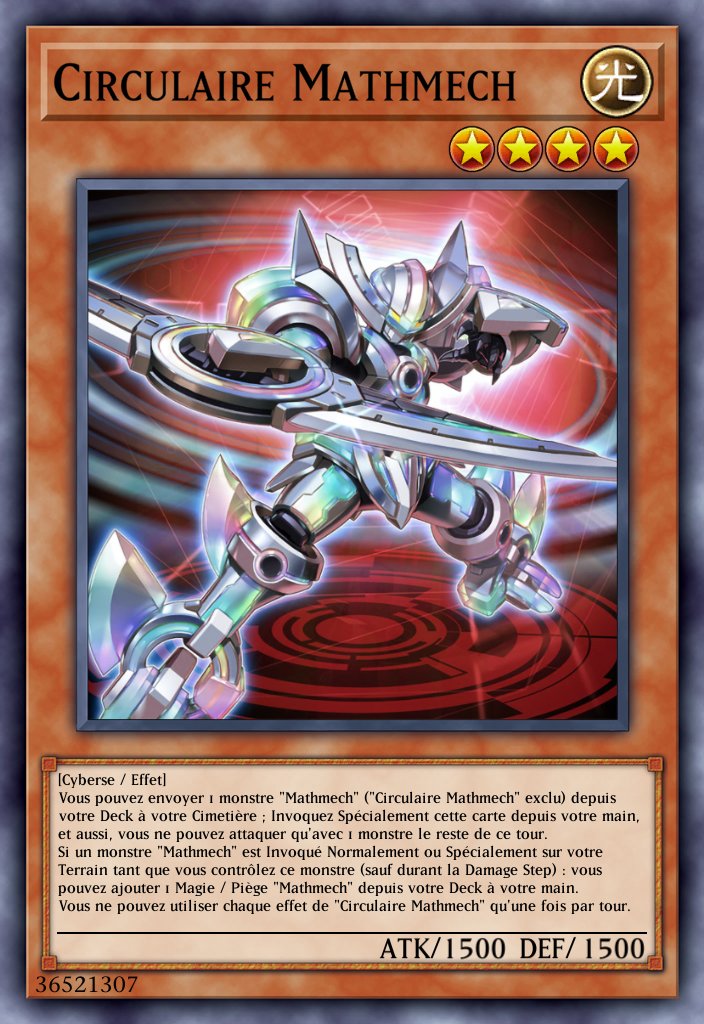 CIRCULAIRE MATHMECH
光
[Cyberse / Effet]
Vous pouvez envoyer 1 monstre "Mathmech" ("Circulaire Mathmech" exclu) depuis
votre Deck à votre Cimetière ; Invoquez Spécialement cette carte depuis votre main,
et aussi, vous ne pouvez attaquer qu'avec 1 monstre le reste de ce tour.
Si un monstre "Mathmech" est Invoqué Normalement ou Spécialement sur votre
Terrain tant que vous contrôlez ce monstre (sauf durant la Damage Step) : vous
pouvez ajouter 1 Magie / Piège "Mathmech" depuis votre Deck à votre main.
Vous ne pouvez utiliser chaque effet de "Circulaire Mathmech" qu'une fois par tour.
ATK/1500 DEF/1500
36521307